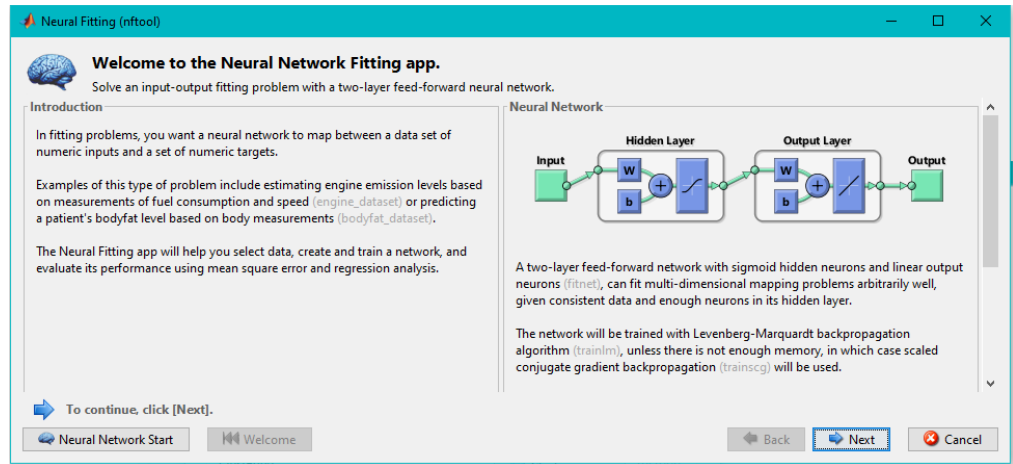 Neural Fitting (nftool)
Welcome to the Neural Network Fitting app.
Solve an input-output fitting problem with a two-layer feed-forward neural network.
Introduction
In fitting problems, you want a neural network to map between a data set of
numeric inputs and a set of numeric targets.
Examples of this type of problem include estimating engine emission levels based
on measurements of fuel consumption and speed (engine_dataset) or predicting
a patient's bodyfat level based on body measurements (bodyfat_dataset).
The Neural Fitting app will help you select data, create and train a network, and
evaluate its performance using mean square error and regression analysis.
Neural Network
Hidden Layer
Output Layer
Input
Output
W
b
W
b
A two-layer feed-forward network with sigmoid hidden neurons and linear output
neurons (fitnet), can fit multi-dimensional mapping problems arbitrarily well,
given consistent data and enough neurons in its hidden layer.
The network will be trained with Levenberg-Marquardt backpropagation
algorithm (trainlm), unless there is not enough memory, in which case scaled
conjugate gradient backpropagation (trainscg) will be used.
To continue, click [Next].
Neural Network Start
Welcome
Back
Next
Cancel